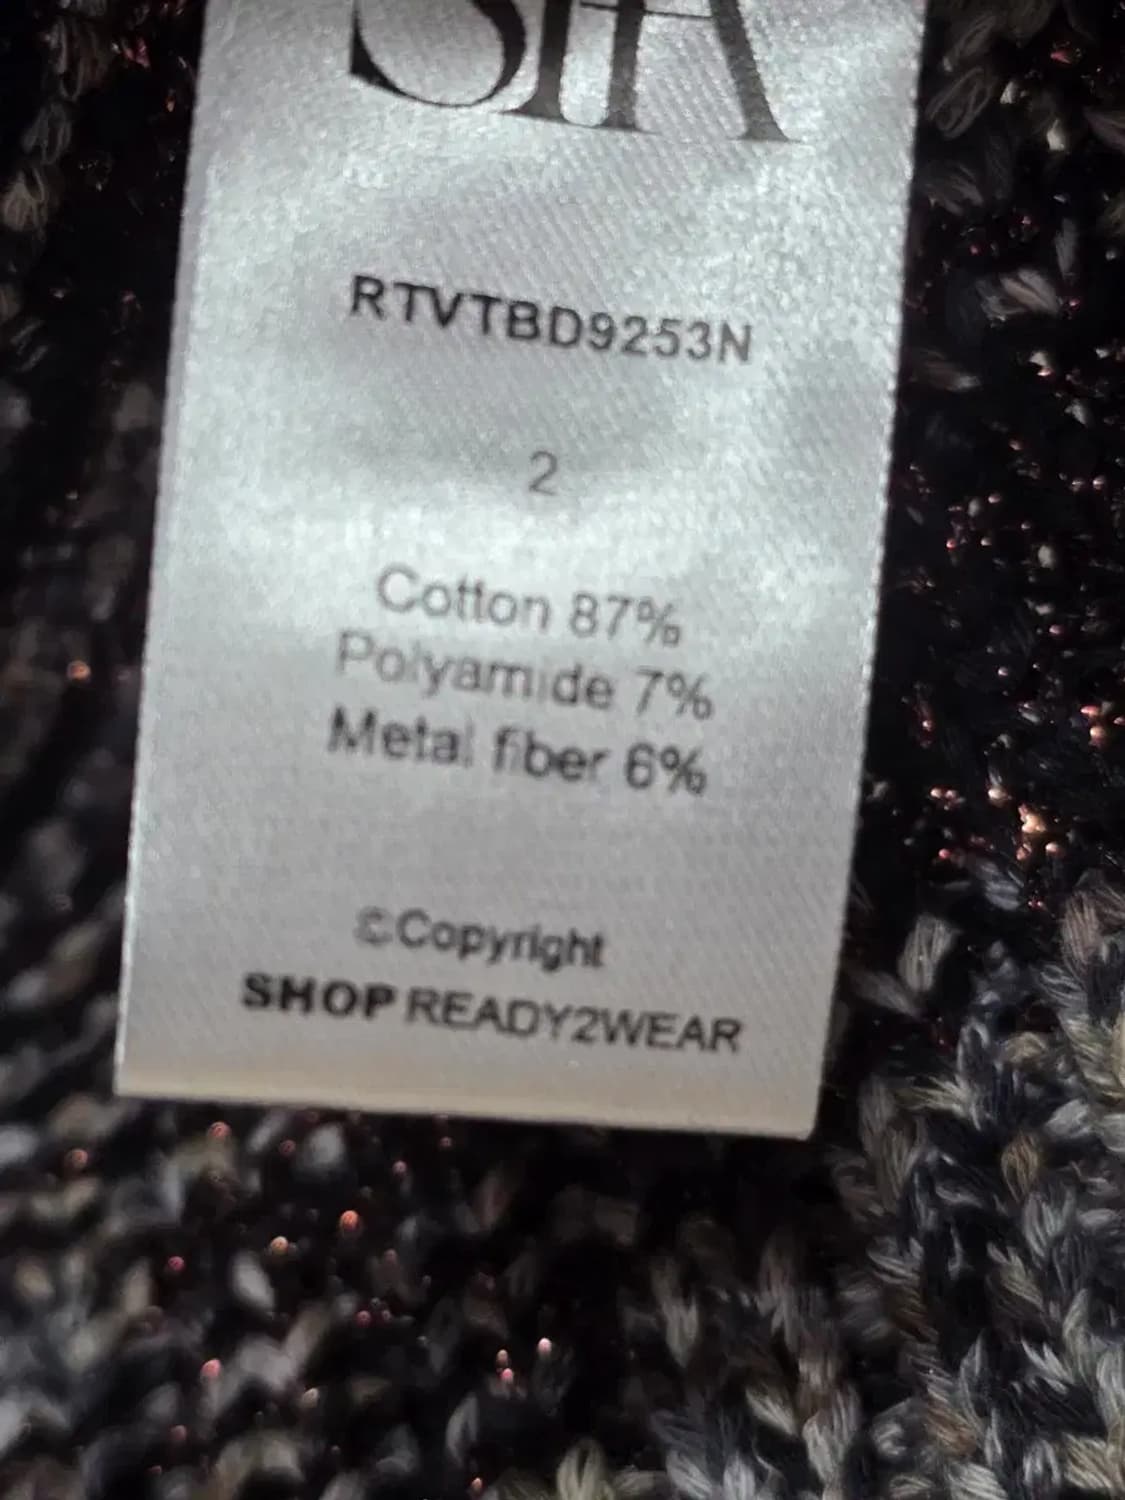 RTVTBD9253N
2
Cotton 87%
Polyamide 7%
Metal fiber 6%
©Copyright
SHOP READY2WEAR